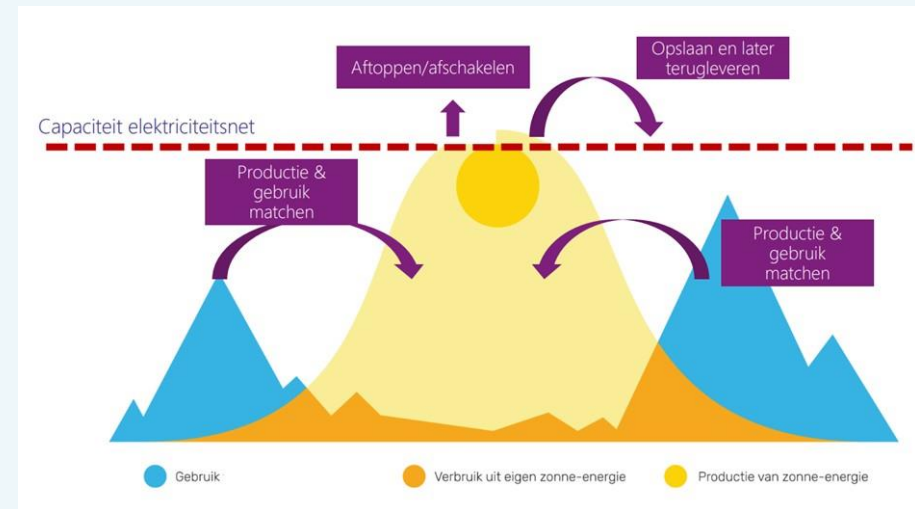 Aftoppen/afschakelen
Opslaan en later
terugleveren
Capaciteit elektriciteitsnet
Productie &
gebruik
matchen
Productie &
gebruik
matchen
Gebruik
Verbruik uit eigen zonne-energie
Productie van zonne-energie